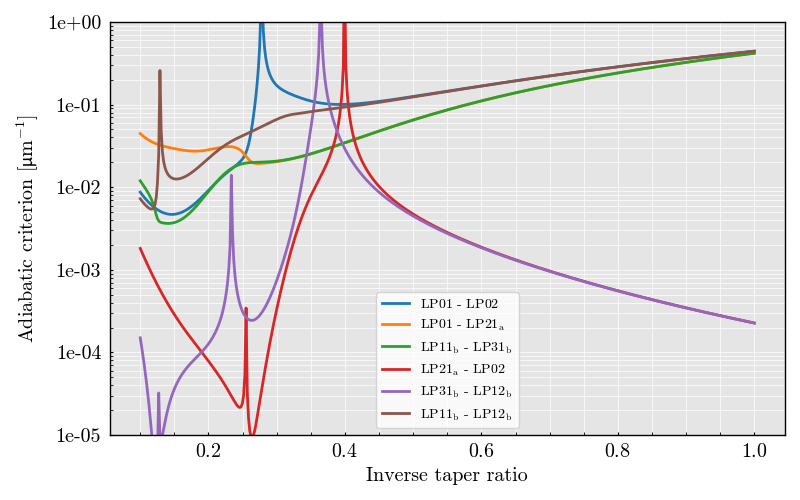 1e+00
1e-01
1e-02
1e-03
1e-04
1e-05
Adiabatic criterion [μm⁻¹]
LP01 - LP02
LP01 - LP21a
LP11b - LP31b
LP21a - LP02
LP31b - LP12b
LP11b - LP12b
0.2 0.4 0.6 0.8 1.0
Inverse taper ratio